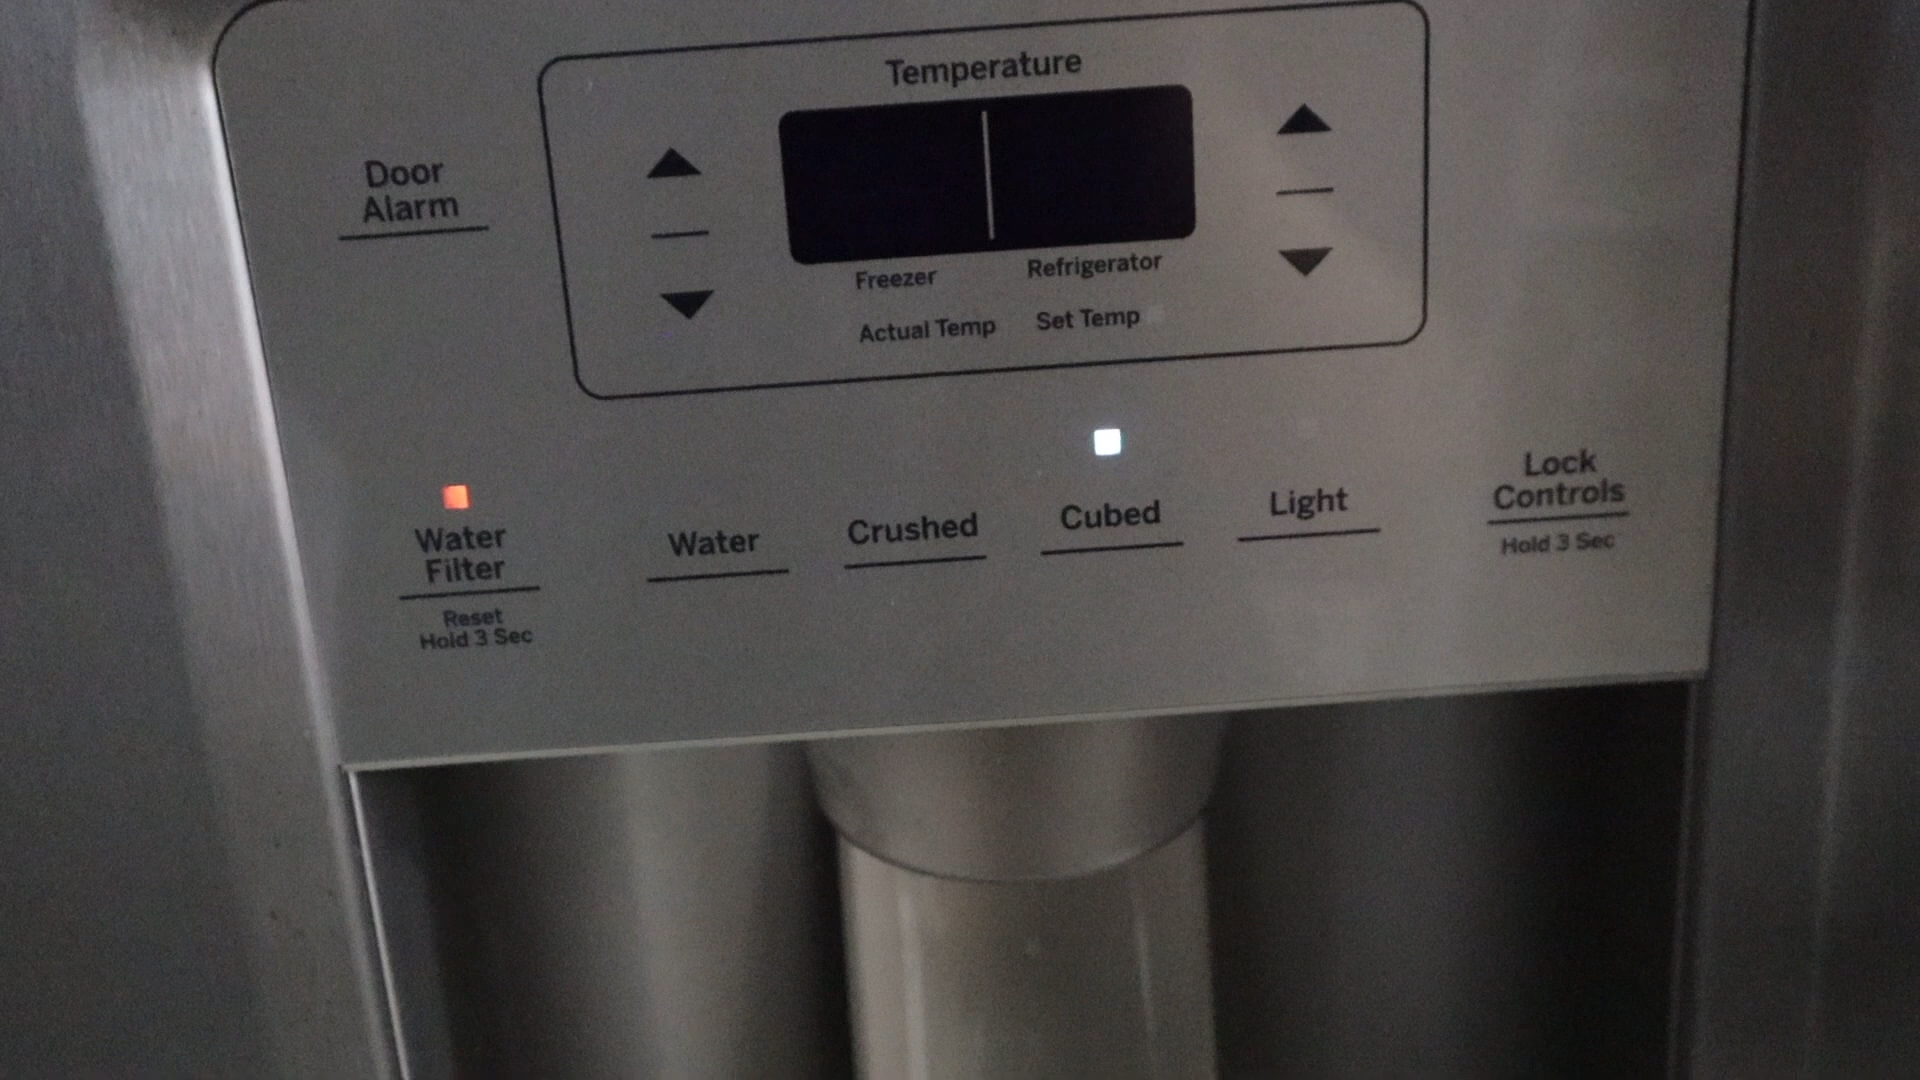 Temperature
Door
Alarm
Freezer
Refrigerator
Actual Temp
Set Temp
Water
Filter
Reset
Hold 3 Sec
Water
Crushed
Cubed
Light
Lock
Controls
Hold 3 Sec